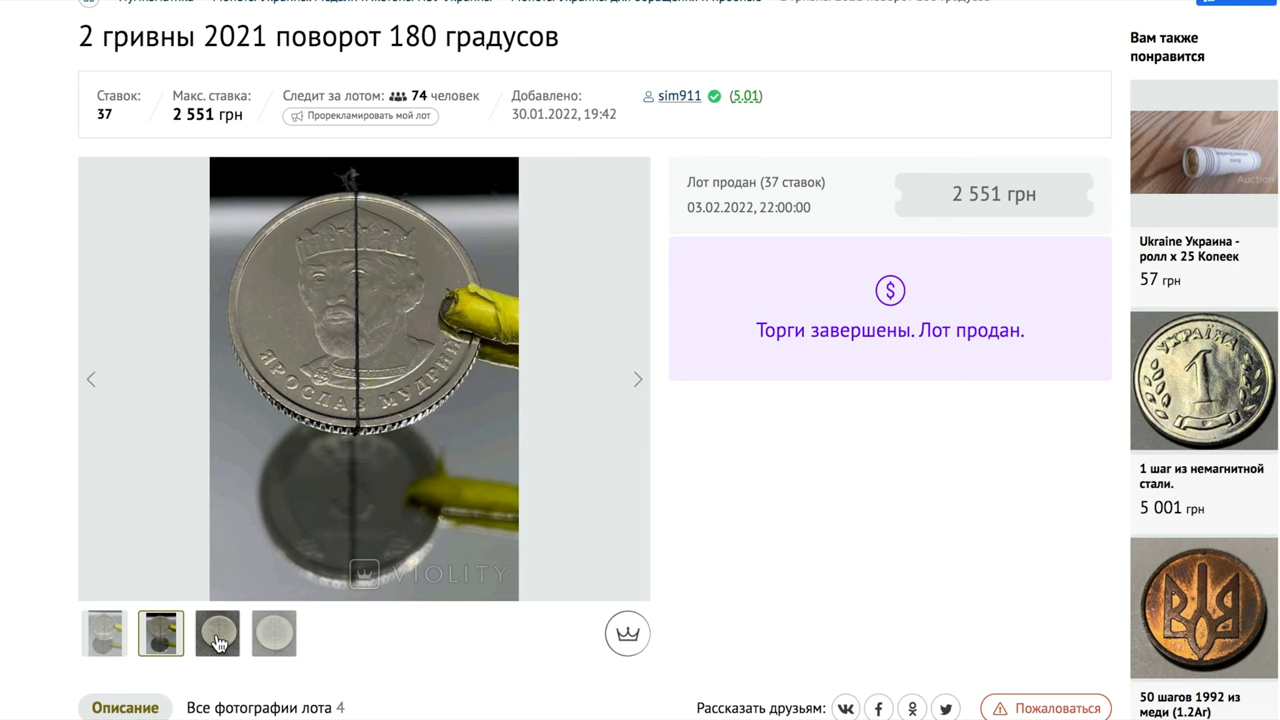 2 гривны 2021 поворот 180 градусов
Вам также
понравится
Ставок:
37
Макс. ставка:
2 551 грн
Следит за лотом: 74 человек
Прорекламировать мой лот
Добавлено:
30.01.2022, 19:42
sim911 (5.01)
Лот продан (37 ставок)
03.02.2022, 22:00:00
2 551 грн
Торги завершены. Лот продан.
ЯРОСЛАВ МУДРИЙ
VIOLITY
Auction
Ukraine Украина -
ролл х 25 Копеек
57 грн
УКРАЇНА
1
1 шаг из немагнитной
стали.
5 001 грн
50 шагов 1992 из
меди (1.2Ag)
Описание
Все фотографии лота 4
Рассказать друзьям:
Пожаловаться